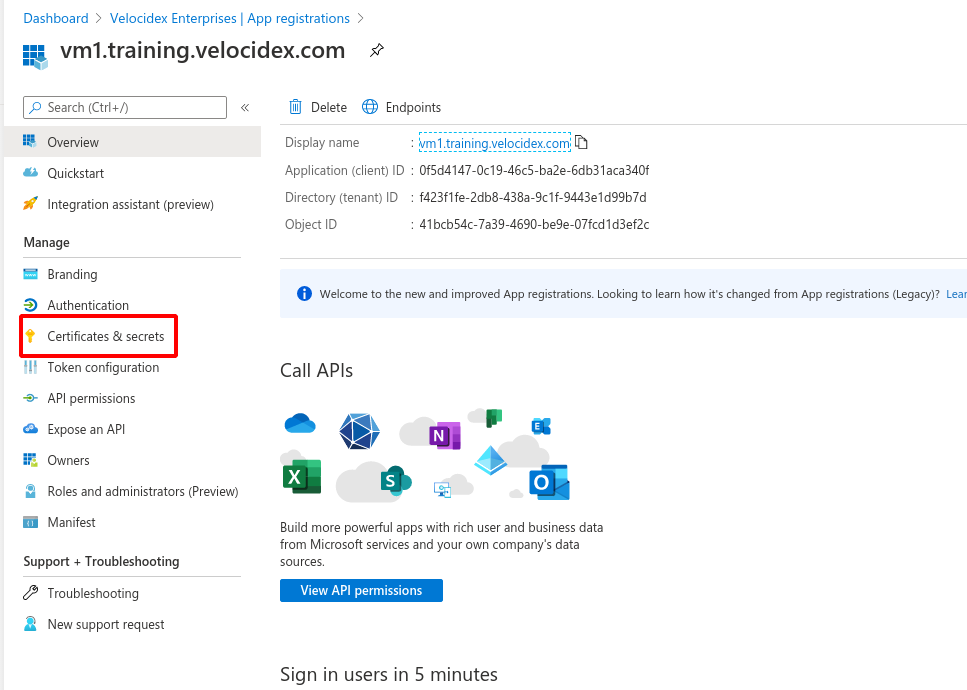 Dashboard > Velocidex Enterprises | App registrations >
vm1.training.velocidex.com
Search (Ctrl+/)
«
Overview
Quickstart
Integration assistant (preview)
Manage
Branding
Authentication
Certificates & secrets
Token configuration
API permissions
Expose an API
Owners
Roles and administrators (Preview)
Manifest
Support + Troubleshooting
Troubleshooting
New support request
Delete
Endpoints
Display name : vm1.training.velocidex.com
Application (client) ID : 0f5d4147-0c19-46c5-ba2e-6db31aca340f
Directory (tenant) ID : f423f1fe-2db8-438a-9c1f-9443e1d99b7d
Object ID : 41bcb54c-7a39-4690-be9e-07fcd1d3ef2c
Welcome to the new and improved App registrations. Looking to learn how it's changed from App registrations (Legacy)? Lear
Call APIs
N
E
X
S
O
Build more powerful apps with rich user and business data
from Microsoft services and your own company's data
sources.
View API permissions
Sign in users in 5 minutes